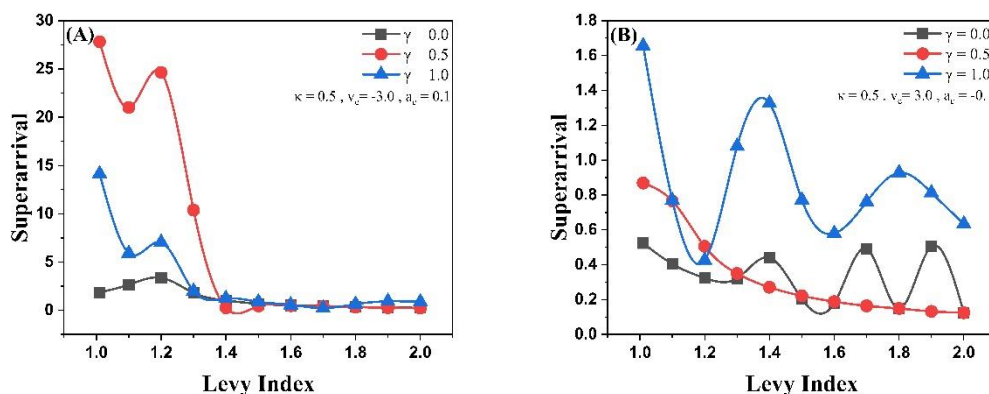 (A)
γ 0.0
γ 0.5
γ 1.0
κ = 0.5 , v_c= -3.0 , a_c = 0.1
30
25
20
15
10
5
0
Superarrival
1.0 1.2 1.4 1.6 1.8 2.0
Levy Index
(B)
γ = 0.0
γ = 0.5
γ = 1.0
κ = 0.5 . v_c= 3.0 , a_c = -0.
1.8
1.6
1.4
1.2
1.0
0.8
0.6
0.4
0.2
0.0
Superarrival
1.0 1.2 1.4 1.6 1.8 2.0
Levy Index